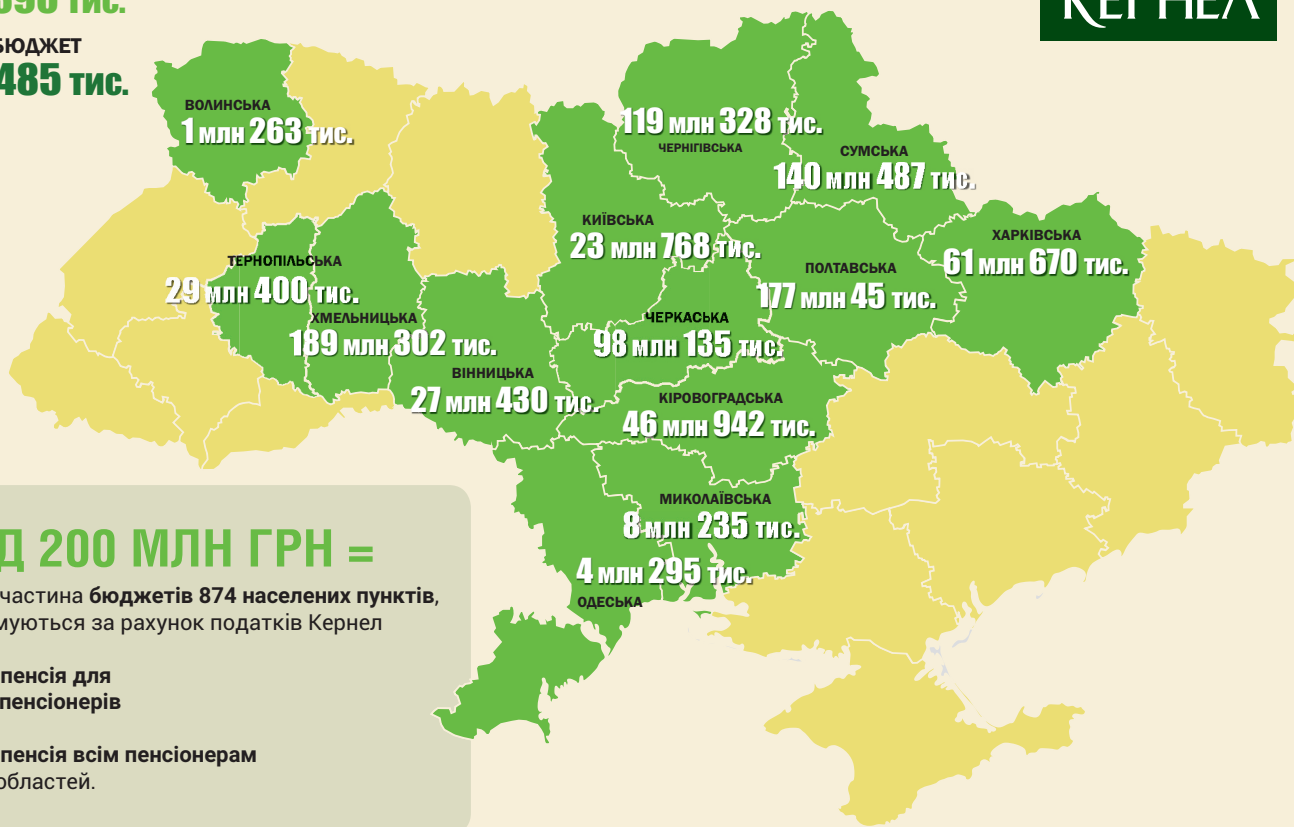 тис.
БЮДЖЕТ
485 тис.
КЕРНЕЛ
ВОЛИНСЬКА
1 млн 263 тис.
119 млн 328 тис.
ЧЕРНІГІВСЬКА
СУМСЬКА
140 млн 487 тис.
КИЇВСЬКА
23 млн 768 тис.
ХАРКІВСЬКА
61 млн 670 тис.
ТЕРНОПІЛЬСЬКА
29 млн 400 тис.
ПОЛТАВСЬКА
177 млн 45 тис.
ХМЕЛЬНИЦЬКА
189 млн 302 тис.
ЧЕРКАСЬКА
98 млн 135 тис.
ВІННИЦЬКА
27 млн 430 тис.
КІРОВОГРАДСЬКА
46 млн 942 тис.
МИКОЛАЇВСЬКА
8 млн 235 тис.
4 млн 295 тис.
ОДЕСЬКА
Д 200 МЛН ГРН =
частина бюджетів 874 населених пунктів,
муються за рахунок податків Кернел
пенсія для
пенсіонерів
пенсія всім пенсіонерам
областей.